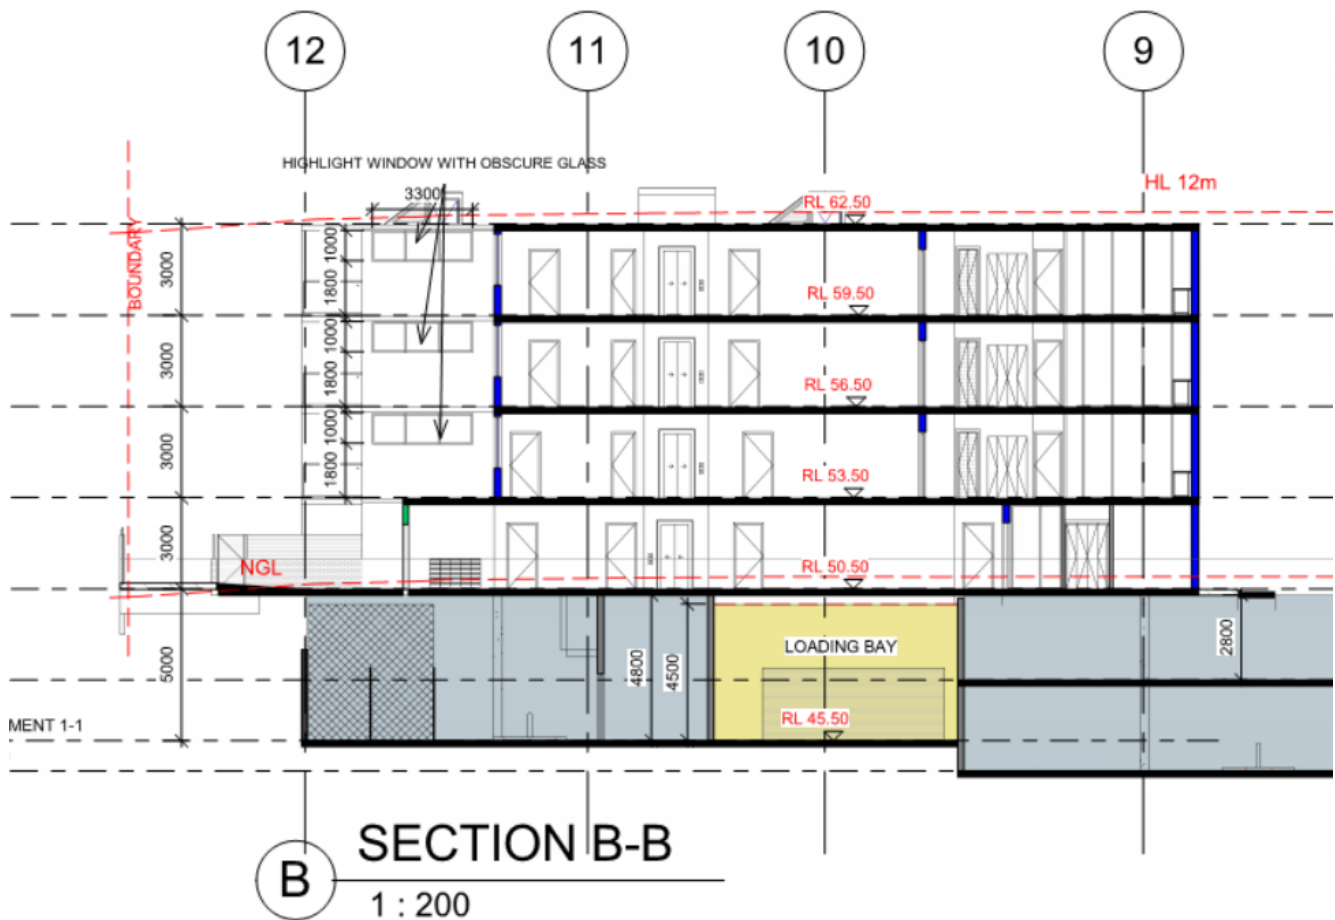 12
11
10
9
HIGHLIGHT WINDOW WITH OBSCURE GLASS
HL 12m
3300
RL 62.50
BOUNDARY
3000
1000
1800
RL 59.50
3000
1000
1800
RL 56.50
3000
1000
1800
RL 53.50
3000
NGL
RL 50.50
5000
4800
4500
LOADING BAY
2800
RL 45.50
MENT 1-1
SECTION B-B
B
1 : 200